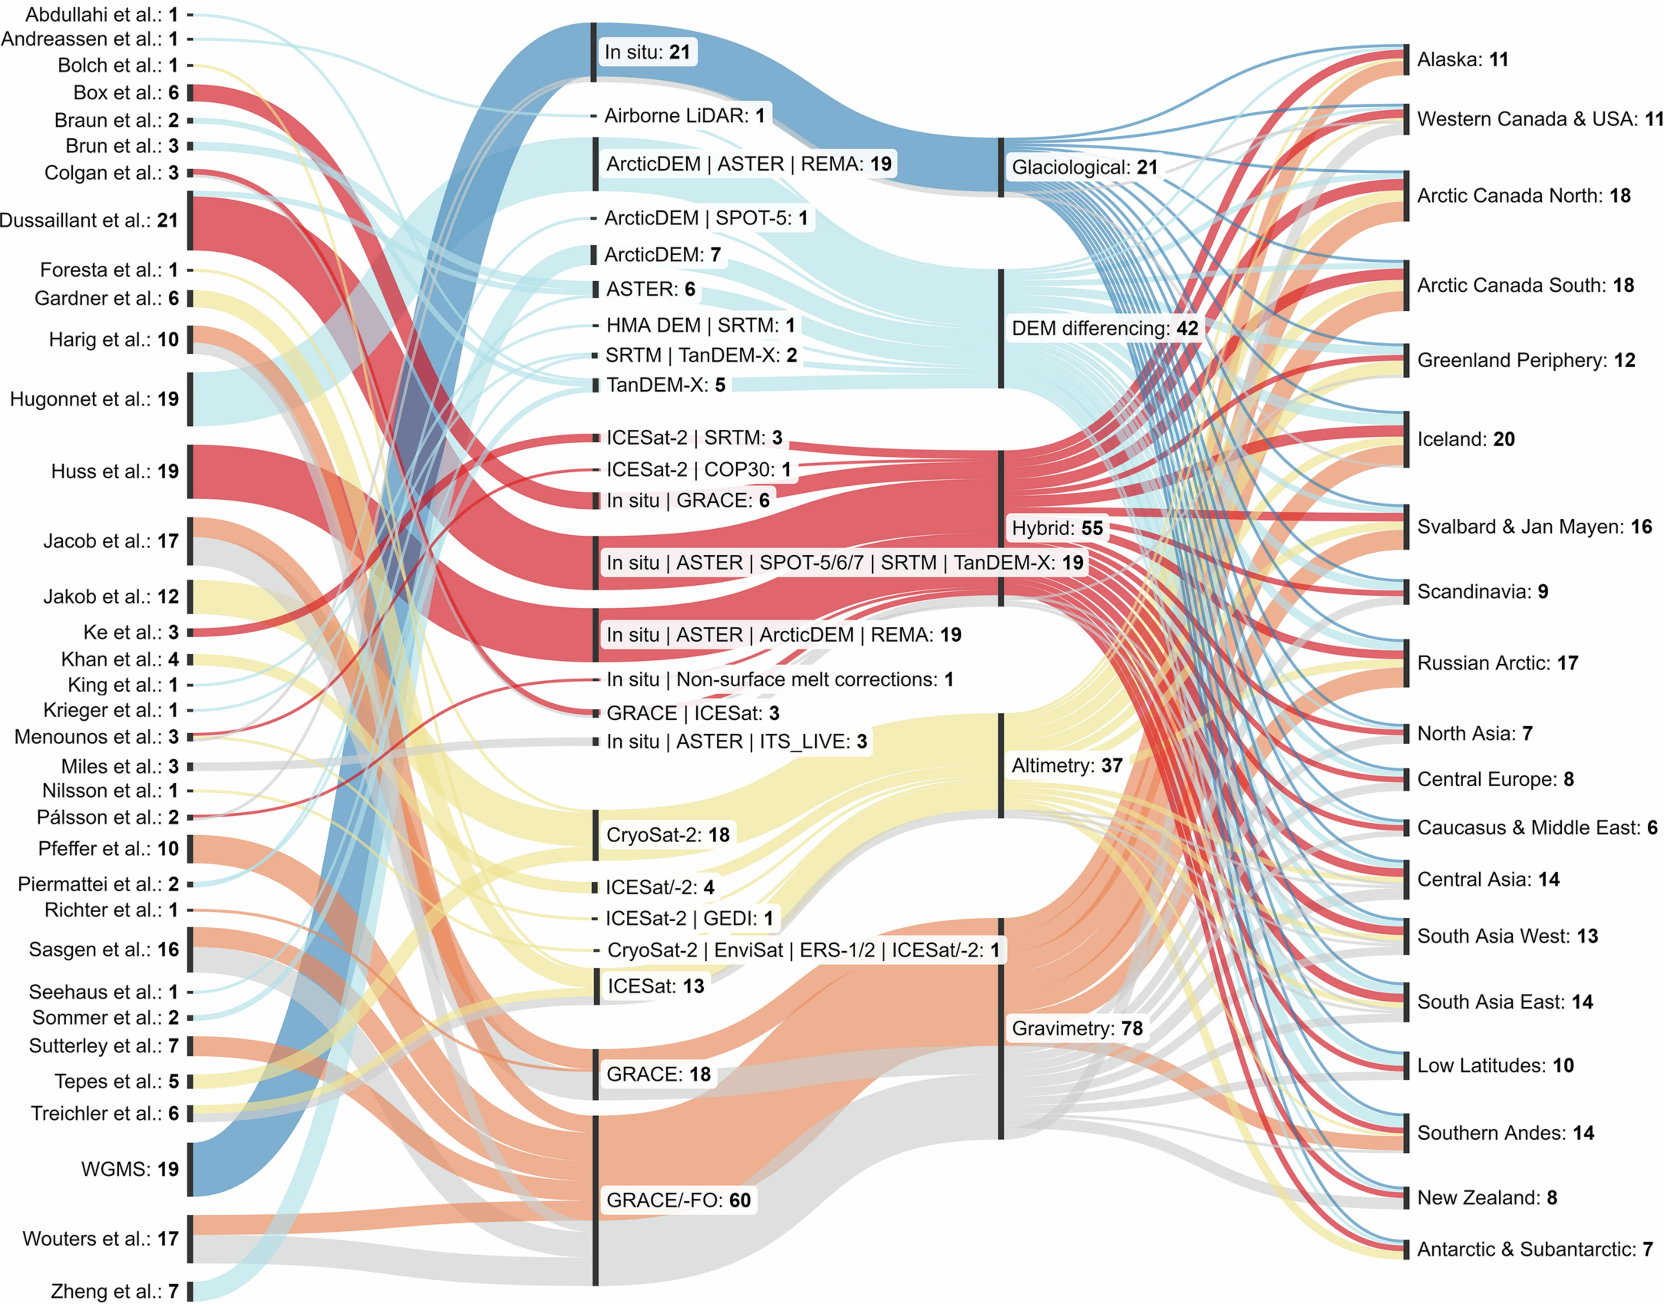 Abdullahi et al.: 1
Andreassen et al.: 1
Bolch et al.: 1
Box et al.: 6
Braun et al.: 2
Brun et al.: 3
Colgan et al.: 3
Dussaillant et al.: 21
Foresta et al.: 1
Gardner et al.: 6
Harig et al.: 10
Hugonnet et al.: 19
Huss et al.: 19
Jacob et al.: 17
Jakob et al.: 12
Ke et al.: 3
Khan et al.: 4
King et al.: 1
Krieger et al.: 1
Menounos et al.: 3
Miles et al.: 3
Nilsson et al.: 1
Pálsson et al.: 2
Pfeffer et al.: 10
Piermattei et al.: 2
Richter et al.: 1
Sasgen et al.: 16
Seehaus et al.: 1
Sommer et al.: 2
Sutterley et al.: 7
Tepes et al.: 5
Treichler et al.: 6
WGMS: 19
Wouters et al.: 17
Zheng et al.: 7
In situ: 21
Airborne LiDAR: 1
ArcticDEM | ASTER | REMA: 19
ArcticDEM | SPOT-5: 1
ArcticDEM: 7
ASTER: 6
HMA DEM | SRTM: 1
SRTM | TanDEM-X: 2
TanDEM-X: 5
ICESat-2 | SRTM: 3
ICESat-2 | COP30: 1
In situ | GRACE: 6
In situ | ASTER | SPOT-5/6/7 | SRTM | TanDEM-X: 19
In situ | ASTER | ArcticDEM | REMA: 19
In situ | Non-surface melt corrections: 1
GRACE | ICESat: 3
In situ | ASTER | ITS_LIVE: 3
CryoSat-2: 18
ICESat/-2: 4
ICESat-2 | GEDI: 1
CryoSat-2 | EnviSat | ERS-1/2 | ICESat/-2: 1
ICESat: 13
GRACE: 18
GRACE/-FO: 60
Glaciological: 21
DEM differencing: 42
Hybrid: 55
Altimetry: 37
Gravimetry: 78
Alaska: 11
Western Canada & USA: 11
Arctic Canada North: 18
Arctic Canada South: 18
Greenland Periphery: 12
Iceland: 20
Svalbard & Jan Mayen: 16
Scandinavia: 9
Russian Arctic: 17
North Asia: 7
Central Europe: 8
Caucasus & Middle East: 6
Central Asia: 14
South Asia West: 13
South Asia East: 14
Low Latitudes: 10
Southern Andes: 14
New Zealand: 8
Antarctic & Subantarctic: 7